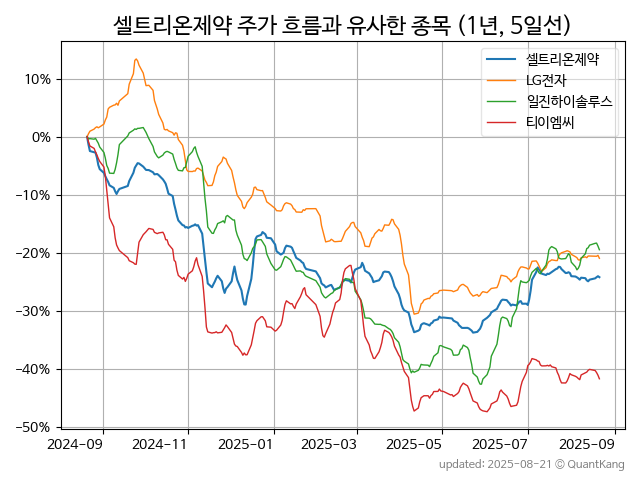 셀트리온제약 주가 흐름과 유사한 종목 (1년, 5일선)
셀트리온제약
LG전자
일진하이솔루스
티이엠씨
10%
0%
−10%
−20%
−30%
−40%
−50%
2024−09 2024−11 2025−01 2025−03 2025−05 2025−07 2025−09
updated: 2025-08-21 © QuantKang